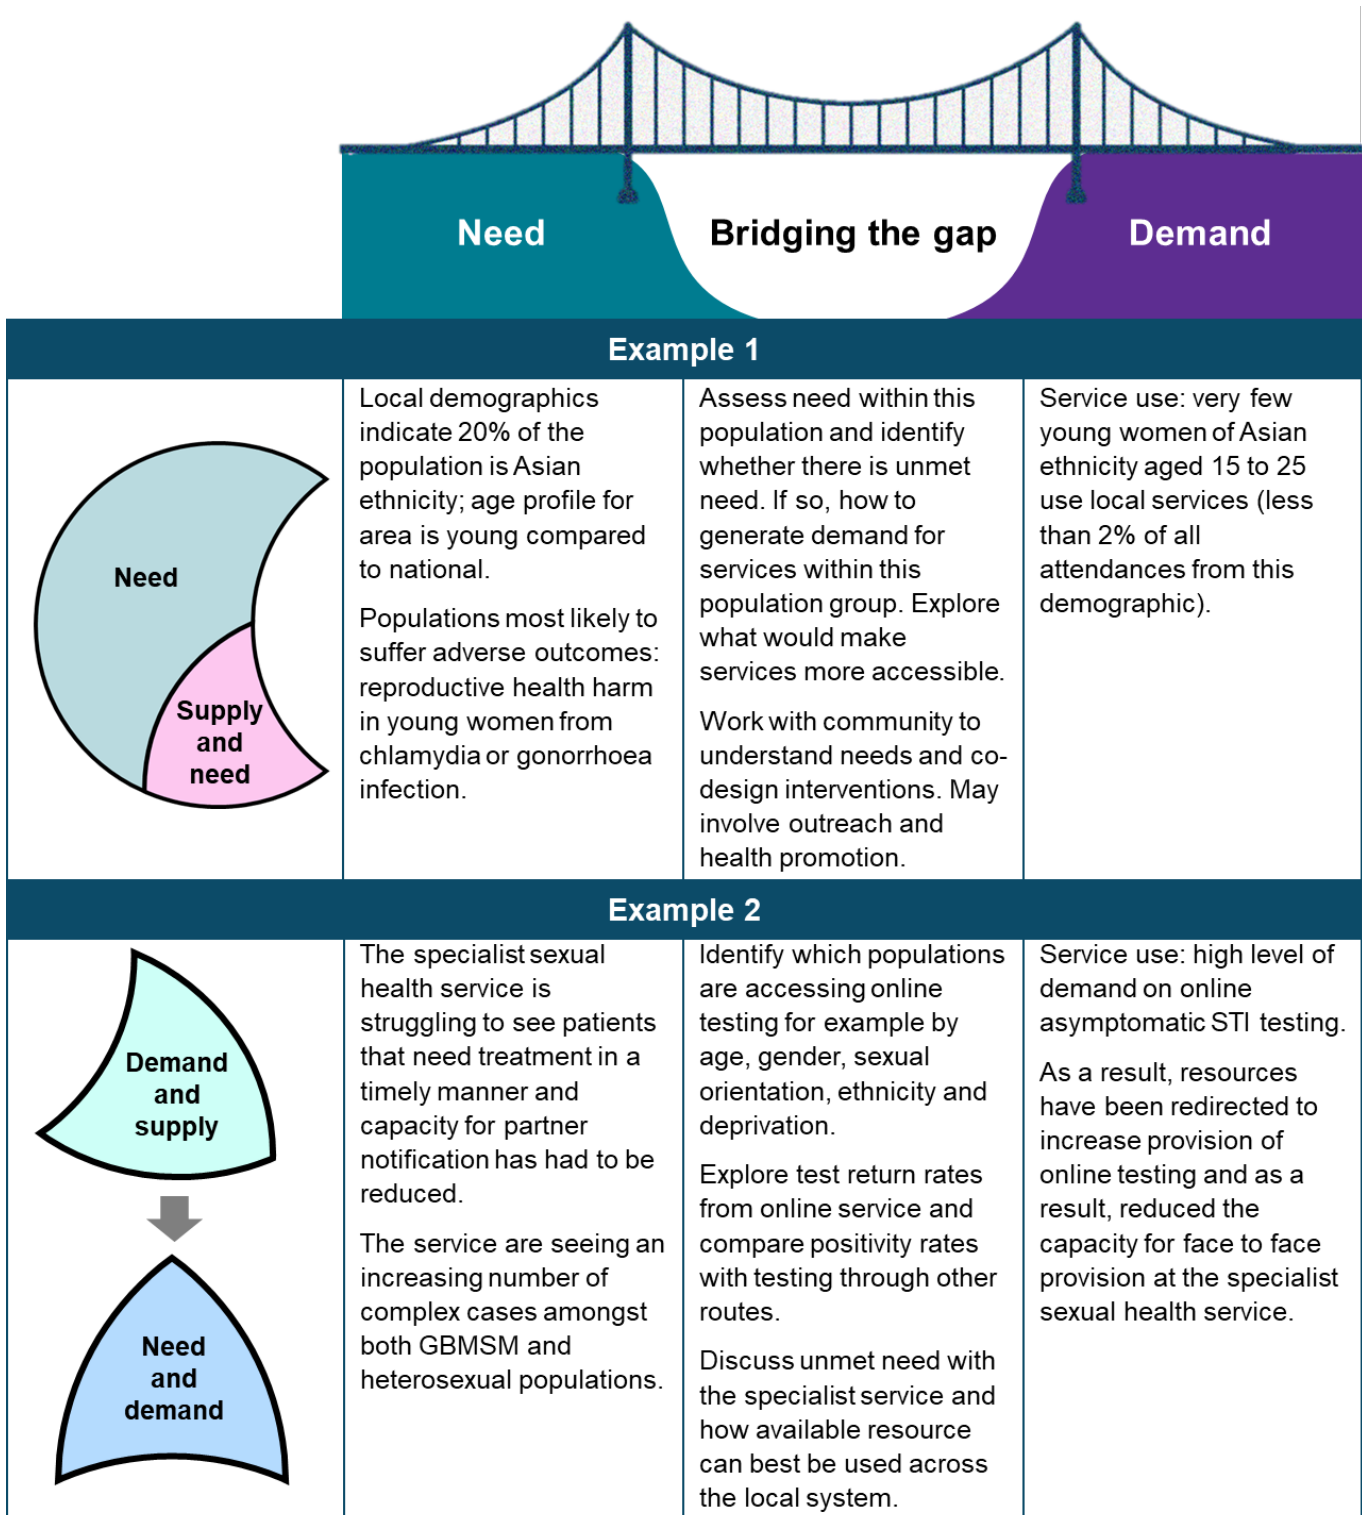 Need
Bridging the gap
Demand
Example 1
Need
Supply
and
need
Local demographics
indicate 20% of the
population is Asian
ethnicity; age profile for
area is young compared
to national.
Populations most likely to
suffer adverse outcomes:
reproductive health harm
in young women from
chlamydia or gonorrhoea
infection.
Assess need within this
population and identify
whether there is unmet
need. If so, how to
generate demand for
services within this
population group. Explore
what would make
services more accessible.
Work with community to
understand needs and co-
design interventions. May
involve outreach and
health promotion.
Service use: very few
young women of Asian
ethnicity aged 15 to 25
use local services (less
than 2% of all
attendances from this
demographic).
Example 2
Demand
and
supply
Need
and
demand
The specialist sexual
health service is
struggling to see patients
that need treatment in a
timely manner and
capacity for partner
notification has had to be
reduced.
The service are seeing an
increasing number of
complex cases amongst
both GBMSM and
heterosexual populations.
Identify which populations
are accessing online
testing for example by
age, gender, sexual
orientation, ethnicity and
deprivation.
Explore test return rates
from online service and
compare positivity rates
with testing through other
routes.
Discuss unmet need with
the specialist service and
how available resource
can best be used across
the local system.
Service use: high level of
demand on online
asymptomatic STI testing.
As a result, resources
have been redirected to
increase provision of
online testing and as a
result, reduced the
capacity for face to face
provision at the specialist
sexual health service.